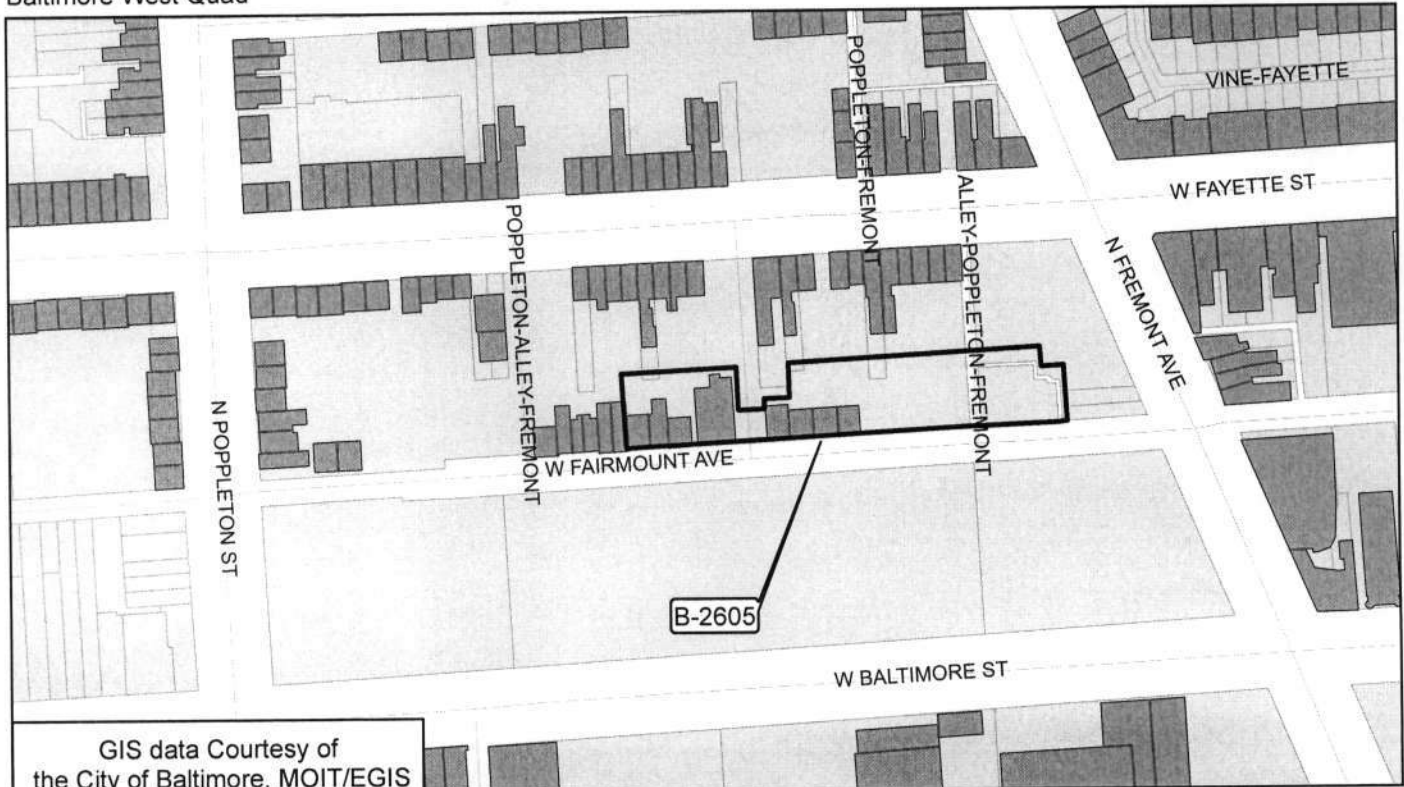 Baltimore West Quad
POPPLETON-FREMONT
VINE-FAYETTE
W FAYETTE ST
POPPLETON-ALLEY-FREMONT
ALLEY-POPPLETON-FREMONT
N FREMONT AVE
N POPPLETON ST
W FAIRMOUNT AVE
B-2605
W BALTIMORE ST
GIS data Courtesy of
the City of Baltimore, MOIT/EGIS